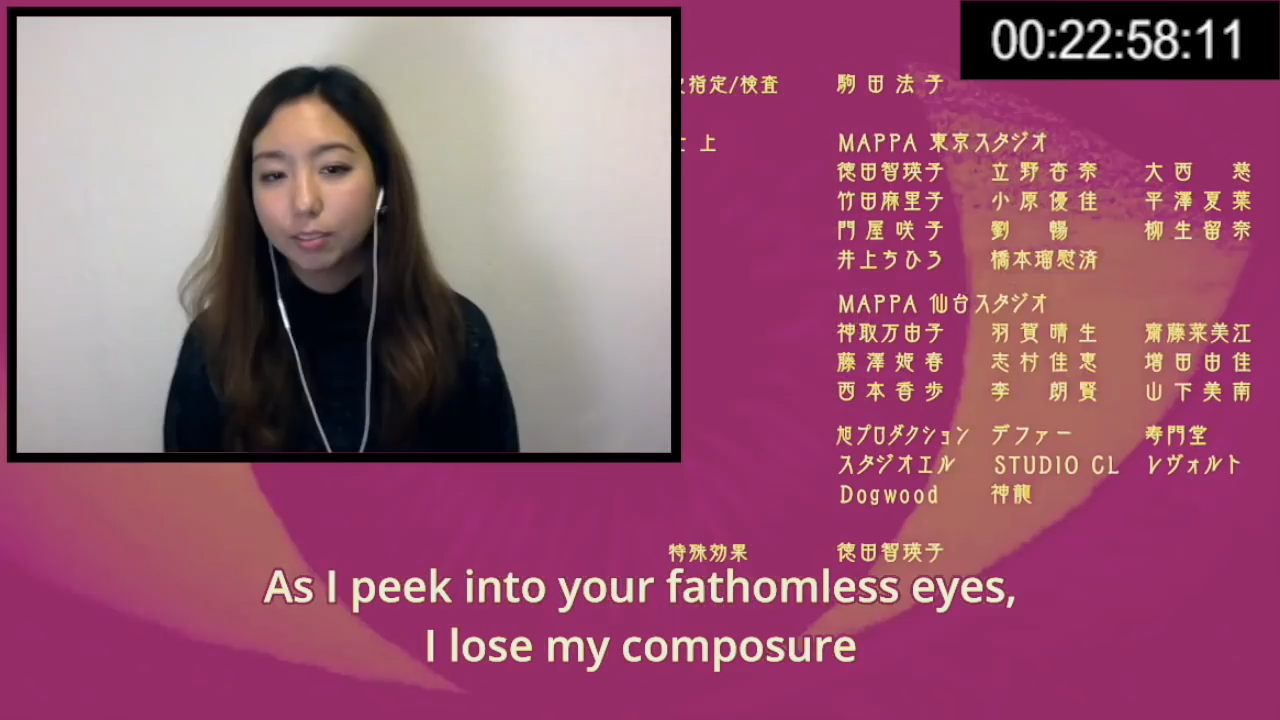 00:22:58:11
指定/検査 駒田法子
上 MAPPA 東京スタジオ
徳田智瑛子 立野杏奈 大西 慈
竹田麻里子 小原優佳 平澤夏葉
門屋咲子 劉 暢 柳生留奈
井上ちひろ 橋本瑠慰済
MAPPA 仙台スタジオ
神取万由子 羽賀晴生 齋藤菜美江
藤澤姫春 志村佳恵 増田由佳
西本香歩 李 朗賢 山下美南
旭プロダクション デファー 寿門堂
スタジオエル STUDIO CL レヴォルト
Dogwood 神龍
特殊効果 徳田智瑛子
As I peek into your fathomless eyes,
I lose my composure